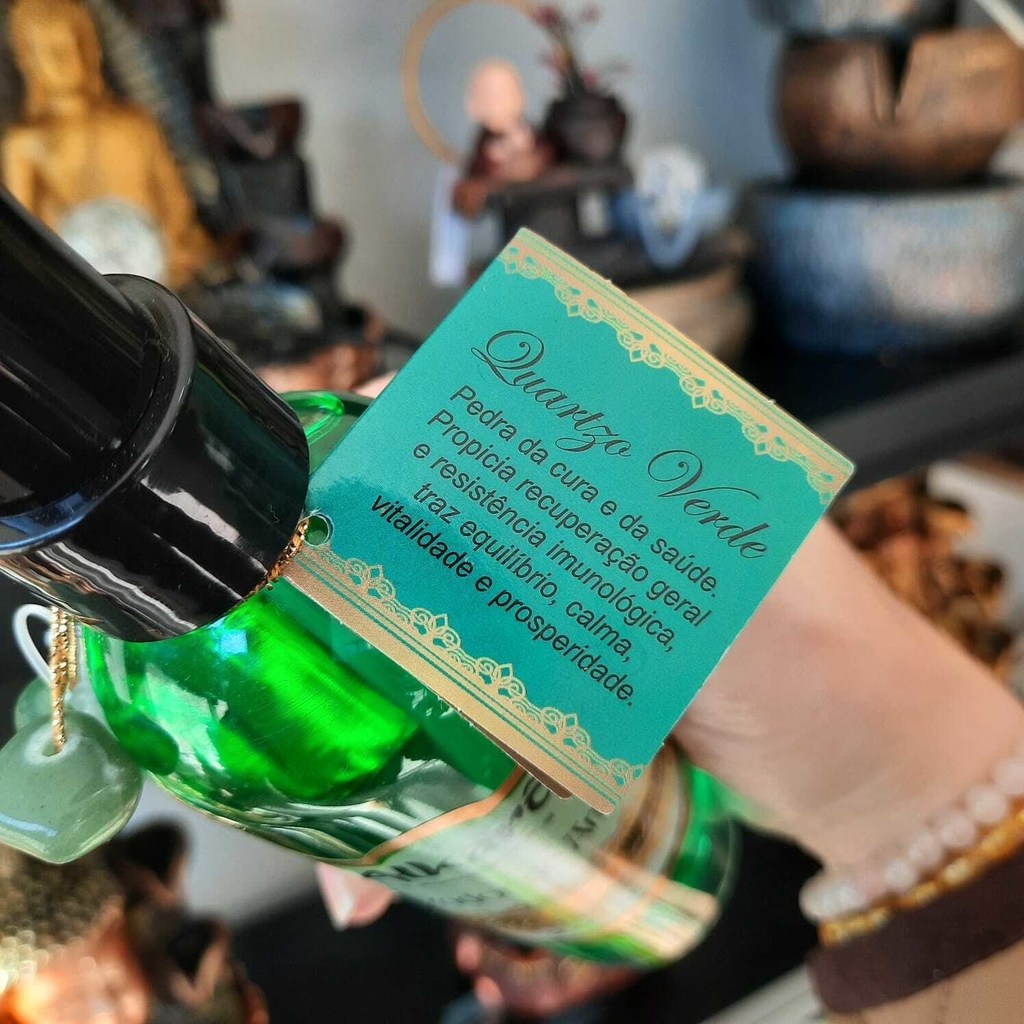 Quartzo Verde
Pedra da cura e da saúde.
Propicia recuperação geral
e resistência imunológica,
traz equilíbrio, calma,
vitalidade e prosperidade.